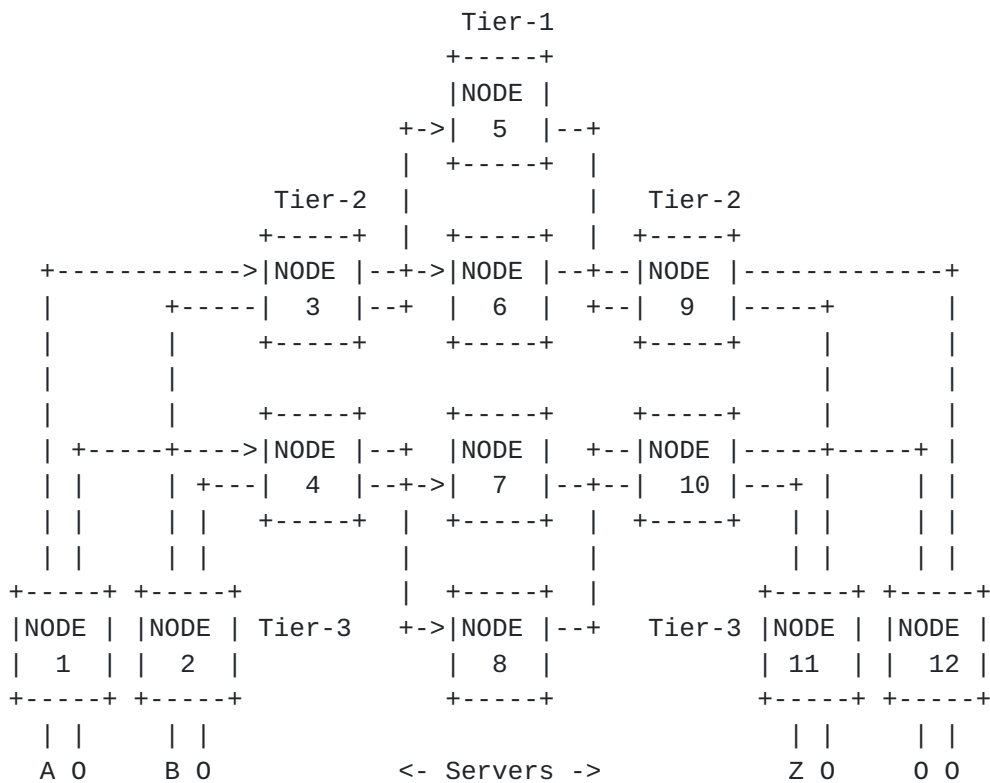 Tier-1
NODE
5
Tier-2 Tier-2
NODE NODE NODE
3 6 9
NODE NODE NODE
4 7 10
NODE NODE Tier-3 NODE Tier-3 NODE NODE
1 2 8 11 12
A O B O <- Servers -> Z O O O